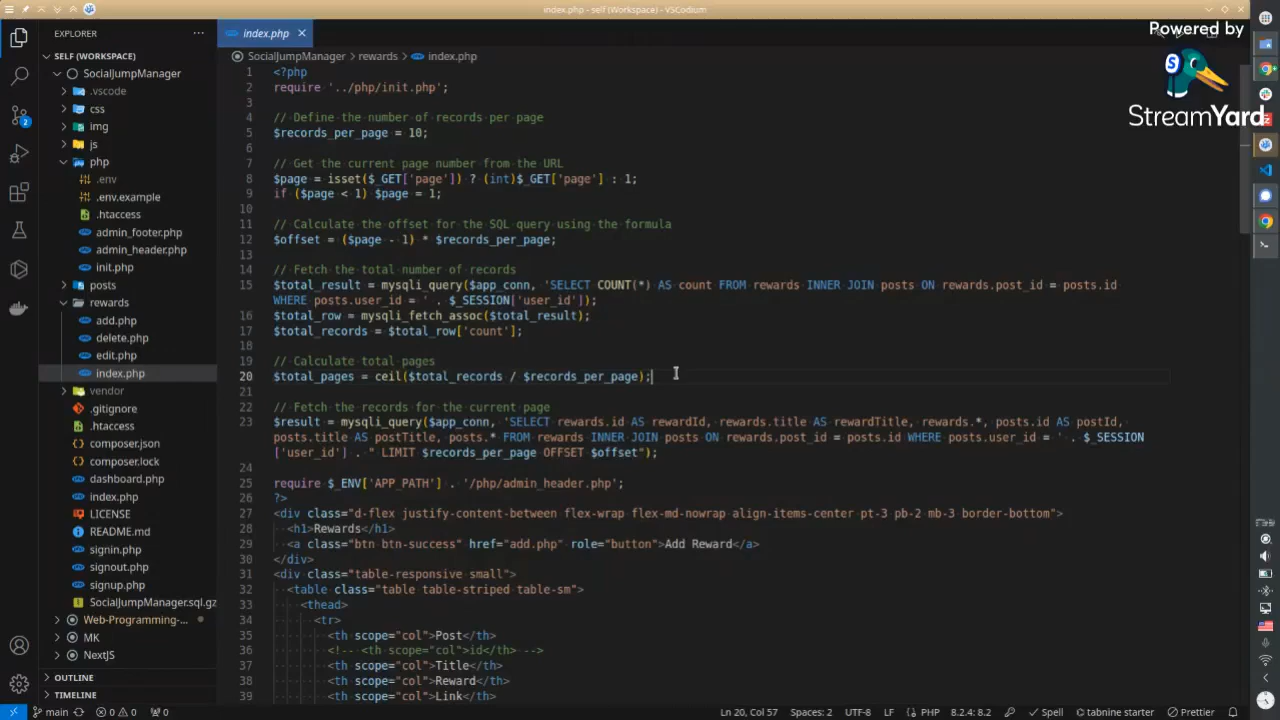 index.php - self (Workspace) - VSCodium
Powered by
StreamYard
EXPLORER
SELF (WORKSPACE)
SocialJumpManager
.vscode
css
img
js
php
.env
.env.example
.htaccess
admin_footer.php
admin_header.php
init.php
posts
rewards
add.php
delete.php
edit.php
index.php
vendor
.gitignore
.htaccess
composer.json
composer.lock
dashboard.php
index.php
LICENSE
README.md
signin.php
signout.php
signup.php
SocialJumpManager.sql.gz
Web-Programming-...
MK
NextJS
OUTLINE
TIMELINE
index.php
SocialJumpManager > rewards > index.php
1 <?php
2 require '../php/init.php';
3
4 // Define the number of records per page
5 $records_per_page = 10;
6
7 // Get the current page number from the URL
8 $page = isset($_GET['page']) ? (int)$_GET['page'] : 1;
9 if ($page < 1) $page = 1;
10
11 // Calculate the offset for the SQL query using the formula
12 $offset = ($page - 1) * $records_per_page;
13
14 // Fetch the total number of records
15 $total_result = mysqli_query($app_conn, 'SELECT COUNT(*) AS count FROM rewards INNER JOIN posts ON rewards.post_id = posts.id
WHERE posts.user_id = ' . $_SESSION['user_id']);
16 $total_row = mysqli_fetch_assoc($total_result);
17 $total_records = $total_row['count'];
18
19 // Calculate total pages
20 $total_pages = ceil($total_records / $records_per_page);
21
22 // Fetch the records for the current page
23 $result = mysqli_query($app_conn, 'SELECT rewards.id AS rewardId, rewards.title AS rewardTitle, rewards.*, posts.id AS postId,
posts.title AS postTitle, posts.* FROM rewards INNER JOIN posts ON rewards.post_id = posts.id WHERE posts.user_id = ' . $_SESSION
['user_id'] . " LIMIT $records_per_page OFFSET $offset");
24
25 require $_ENV['APP_PATH'] . '/php/admin_header.php';
26 ?>
27 <div class="d-flex justify-content-between flex-wrap flex-md-nowrap align-items-center pt-3 pb-2 mb-3 border-bottom">
28 <h1>Rewards</h1>
29 <a class="btn btn-success" href="add.php" role="button">Add Reward</a>
30 </div>
31 <div class="table-responsive small">
32 <table class="table table-striped table-sm">
33 <thead>
34 <tr>
35 <th scope="col">Post</th>
36 <!-- <th scope="col">id</th> -->
37 <th scope="col">Title</th>
38 <th scope="col">Reward</th>
39 <th scope="col">Link</th>
main 0 0 0 Ln 20, Col 57 Spaces: 2 UTF-8 LF PHP 8.2.4: 8.2 Spell tabnine starter Prettier